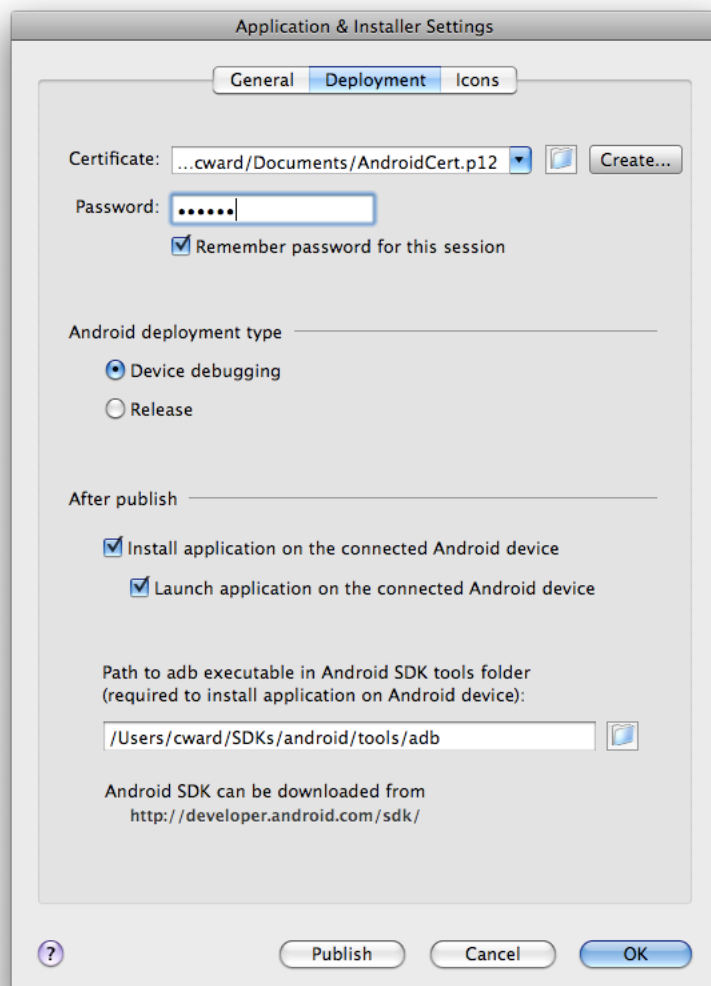 Application & Installer Settings
General Deployment Icons
Certificate: ...cward/Documents/AndroidCert.p12 Create...
Password: ••••••
Remember password for this session
Android deployment type
Device debugging
Release
After publish
Install application on the connected Android device
Launch application on the connected Android device
Path to adb executable in Android SDK tools folder
(required to install application on Android device):
/Users/cward/SDKs/android/tools/adb
Android SDK can be downloaded from
http://developer.android.com/sdk/
? Publish Cancel OK